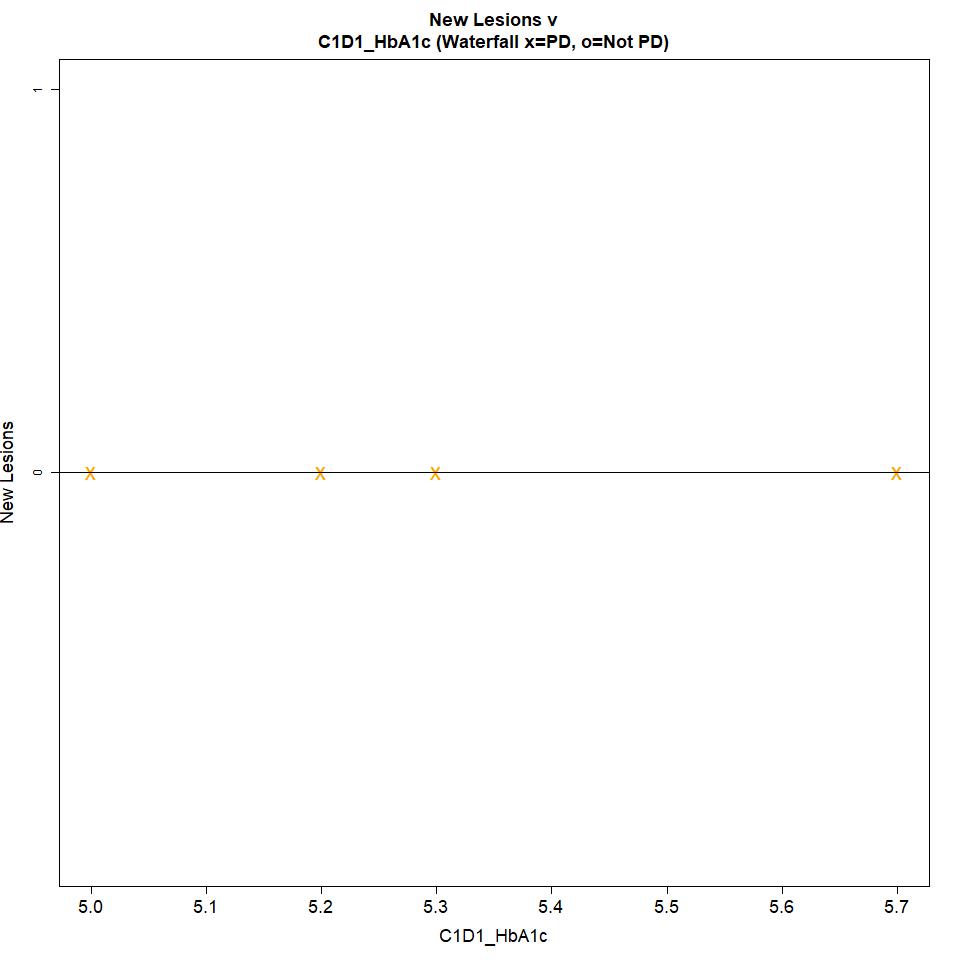 New Lesions v
C1D1_HbA1c (Waterfall x=PD, o=Not PD)
1
0
New Lesions
x x x x
5.0 5.1 5.2 5.3 5.4 5.5 5.6 5.7
C1D1_HbA1c